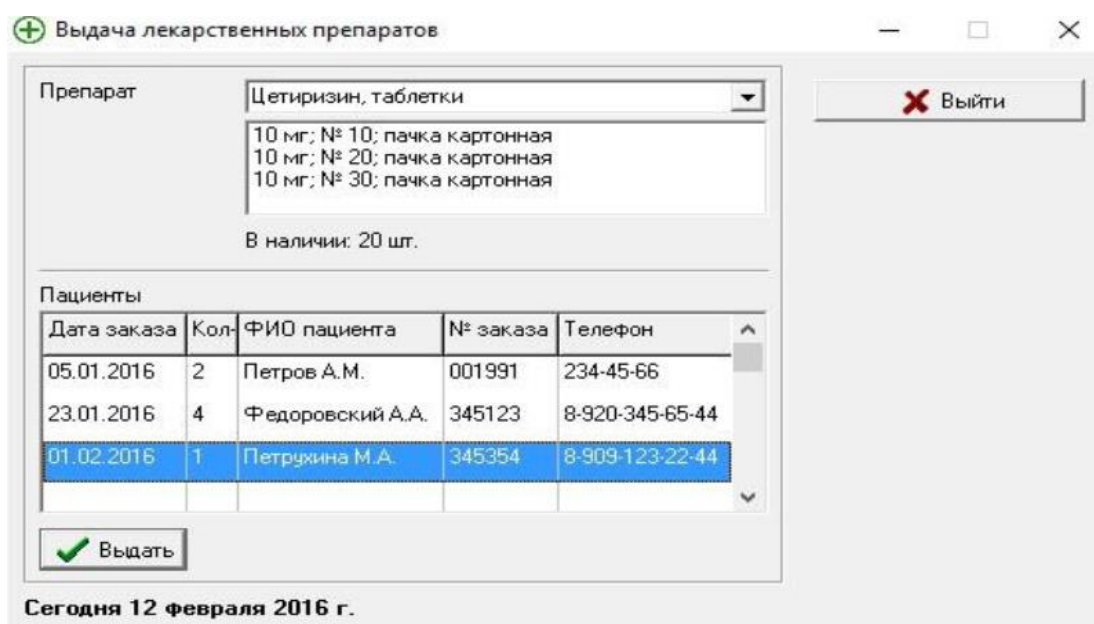 Выдача лекарственных препаратов
Препарат
Цетиризин, таблетки
Выйти
10 мг; № 10; пачка картонная
10 мг; № 20; пачка картонная
10 мг; № 30; пачка картонная
В наличии: 20 шт.
Пациенты
Дата заказа Кол- ФИО пациента № заказа Телефон
05.01.2016 2 Петров А.М. 001991 234-45-66
23.01.2016 4 Федоровский А.А. 345123 8-920-345-65-44
01.02.2016 1 Петрухина М.А. 345354 8-909-123-22-44
Выдать
Сегодня 12 февраля 2016 г.